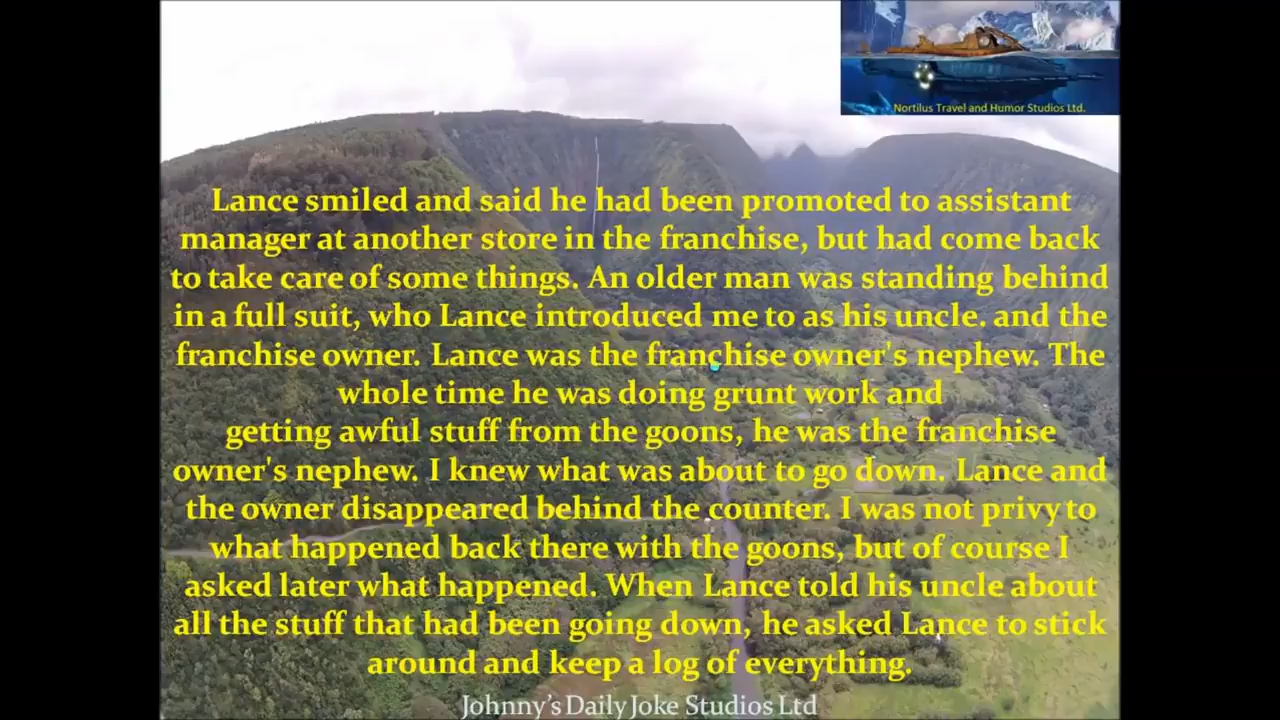 Nortilus Travel and Humor Studios Ltd.
Lance smiled and said he had been promoted to assistant
manager at another store in the franchise, but had come back
to take care of some things. An older man was standing behind
in a full suit, who Lance introduced me to as his uncle. and the
franchise owner. Lance was the franchise owner's nephew. The
whole time he was doing grunt work and
getting awful stuff from the goons, he was the franchise
owner's nephew. I knew what was about to go down. Lance and
the owner disappeared behind the counter. I was not privy to
what happened back there with the goons, but of course I
asked later what happened. When Lance told his uncle about
all the stuff that had been going down, he asked Lance to stick
around and keep a log of everything.
Johnny's Daily Joke Studios Ltd